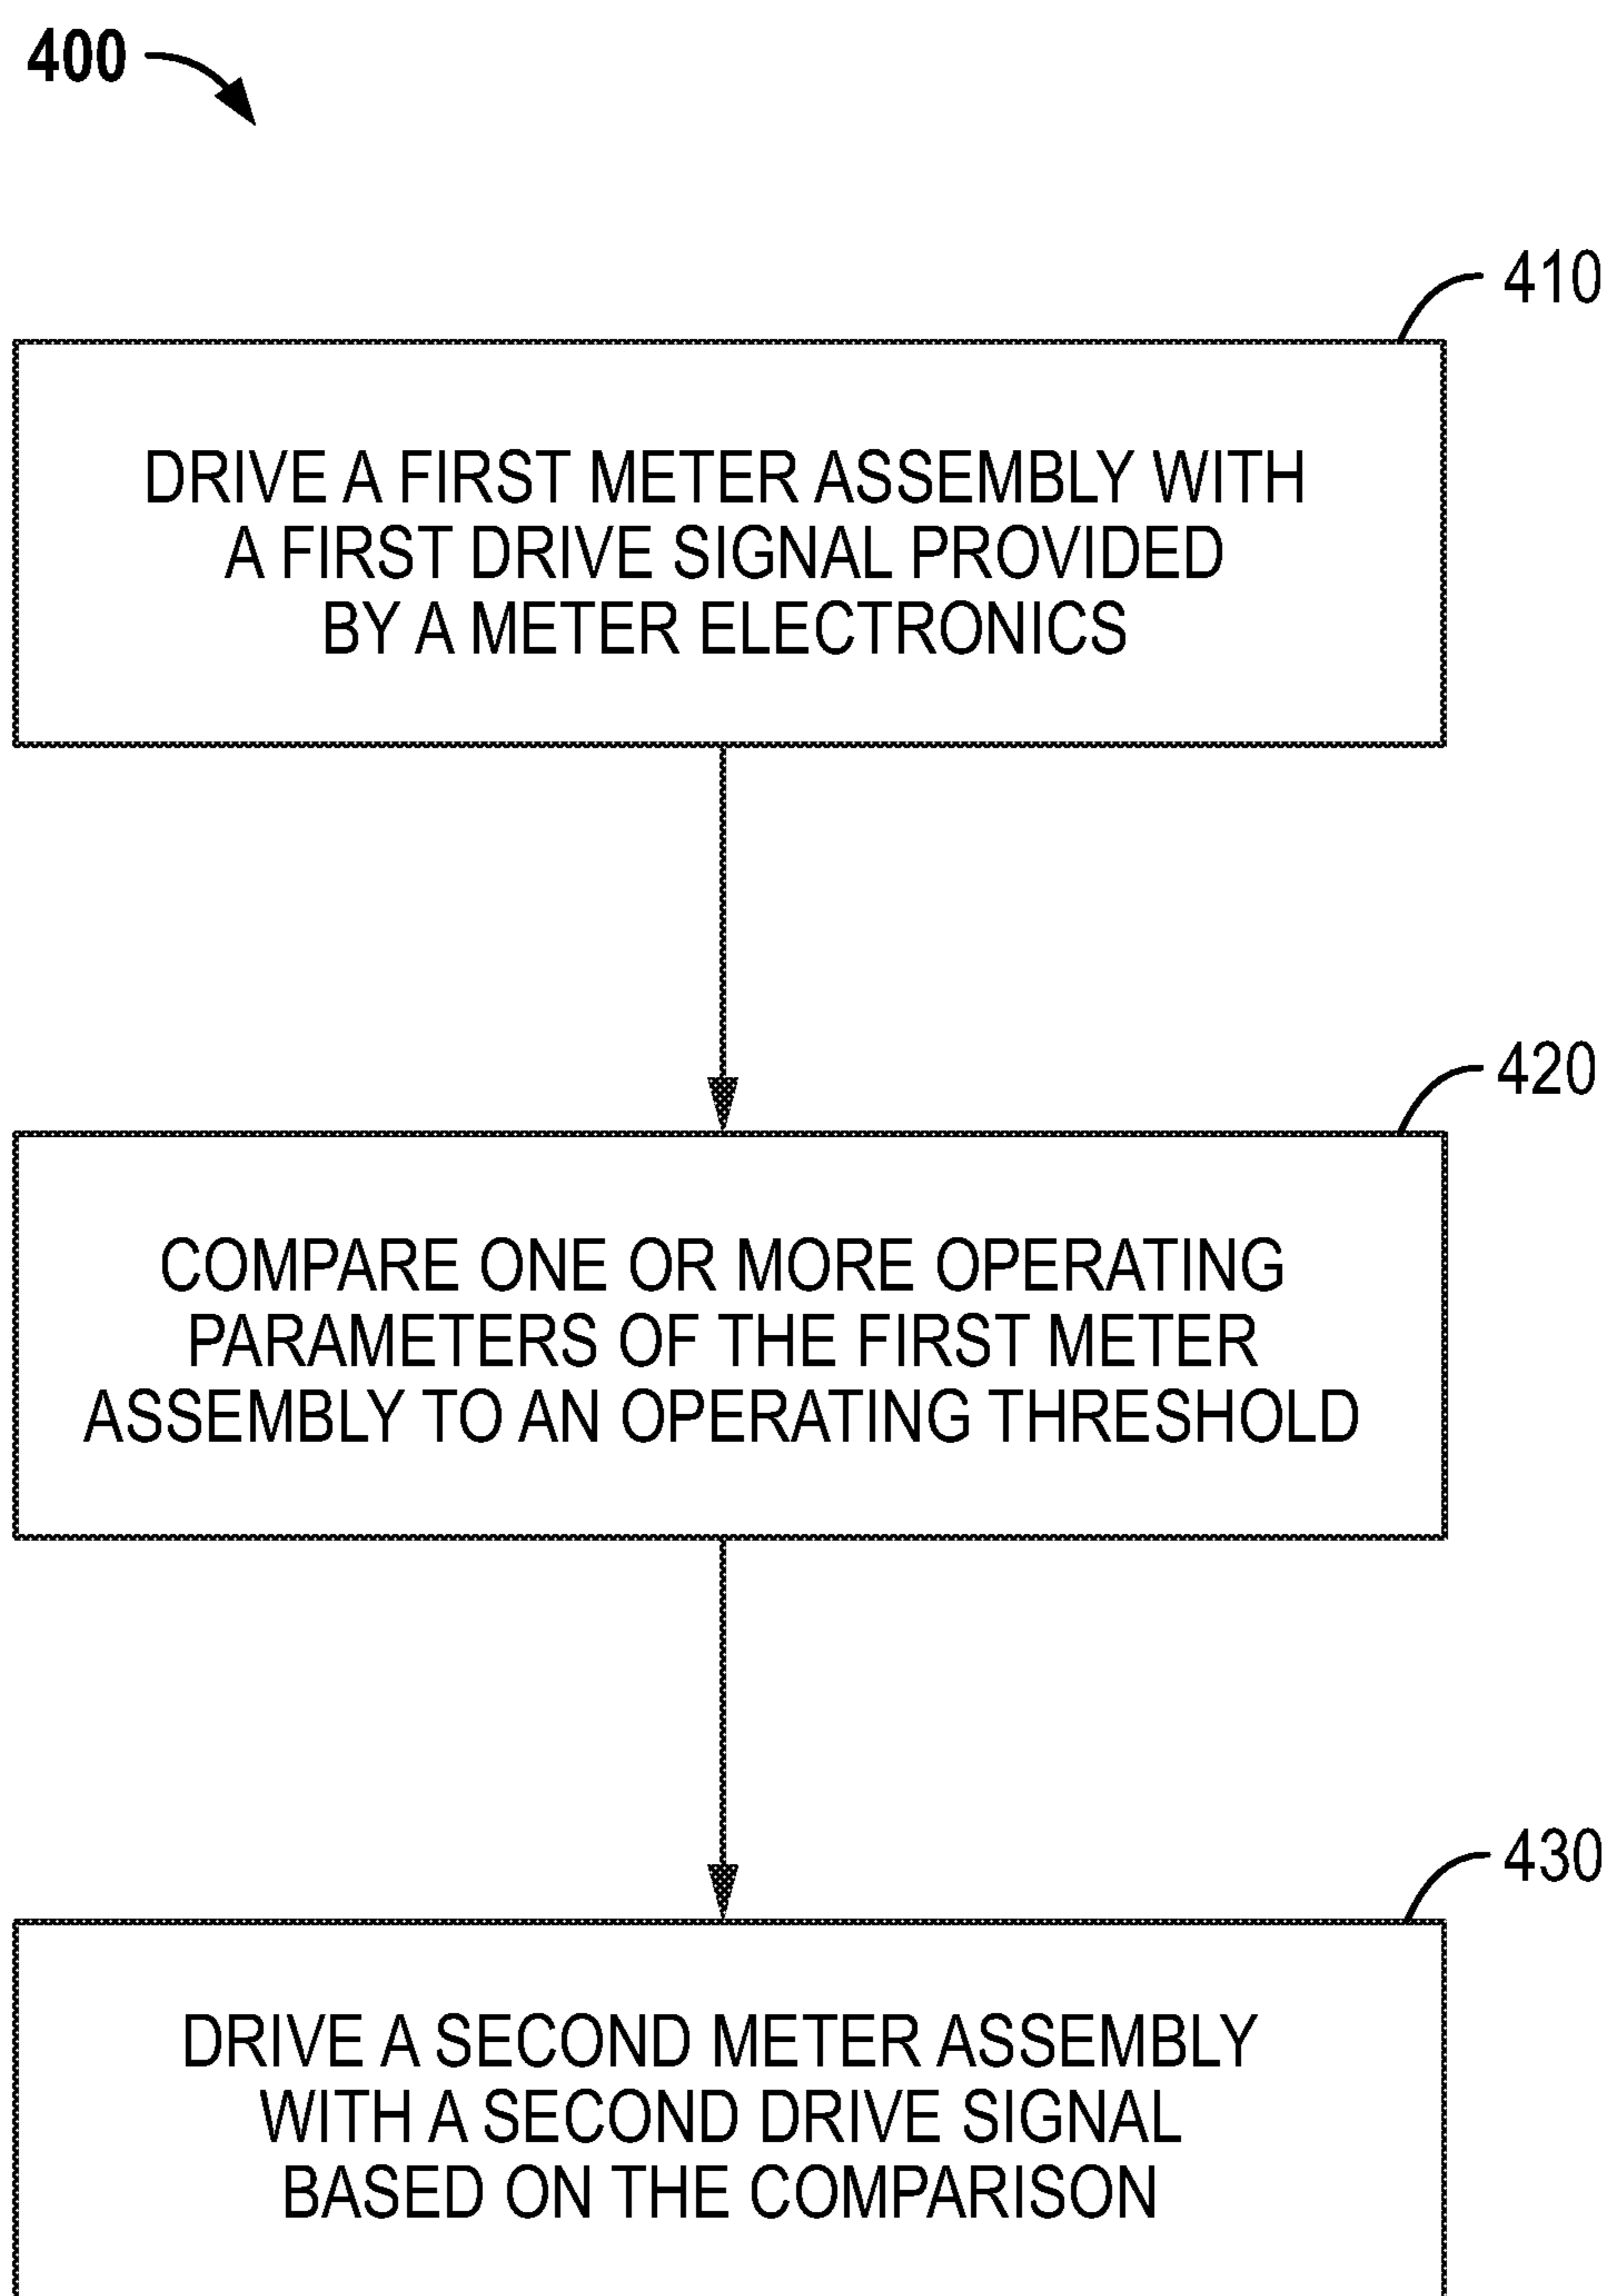 400
410
DRIVE A FIRST METER ASSEMBLY WITH
A FIRST DRIVE SIGNAL PROVIDED
BY A METER ELECTRONICS
420
COMPARE ONE OR MORE OPERATING
PARAMETERS OF THE FIRST METER
ASSEMBLY TO AN OPERATING THRESHOLD
430
DRIVE A SECOND METER ASSEMBLY
WITH A SECOND DRIVE SIGNAL
BASED ON THE COMPARISON